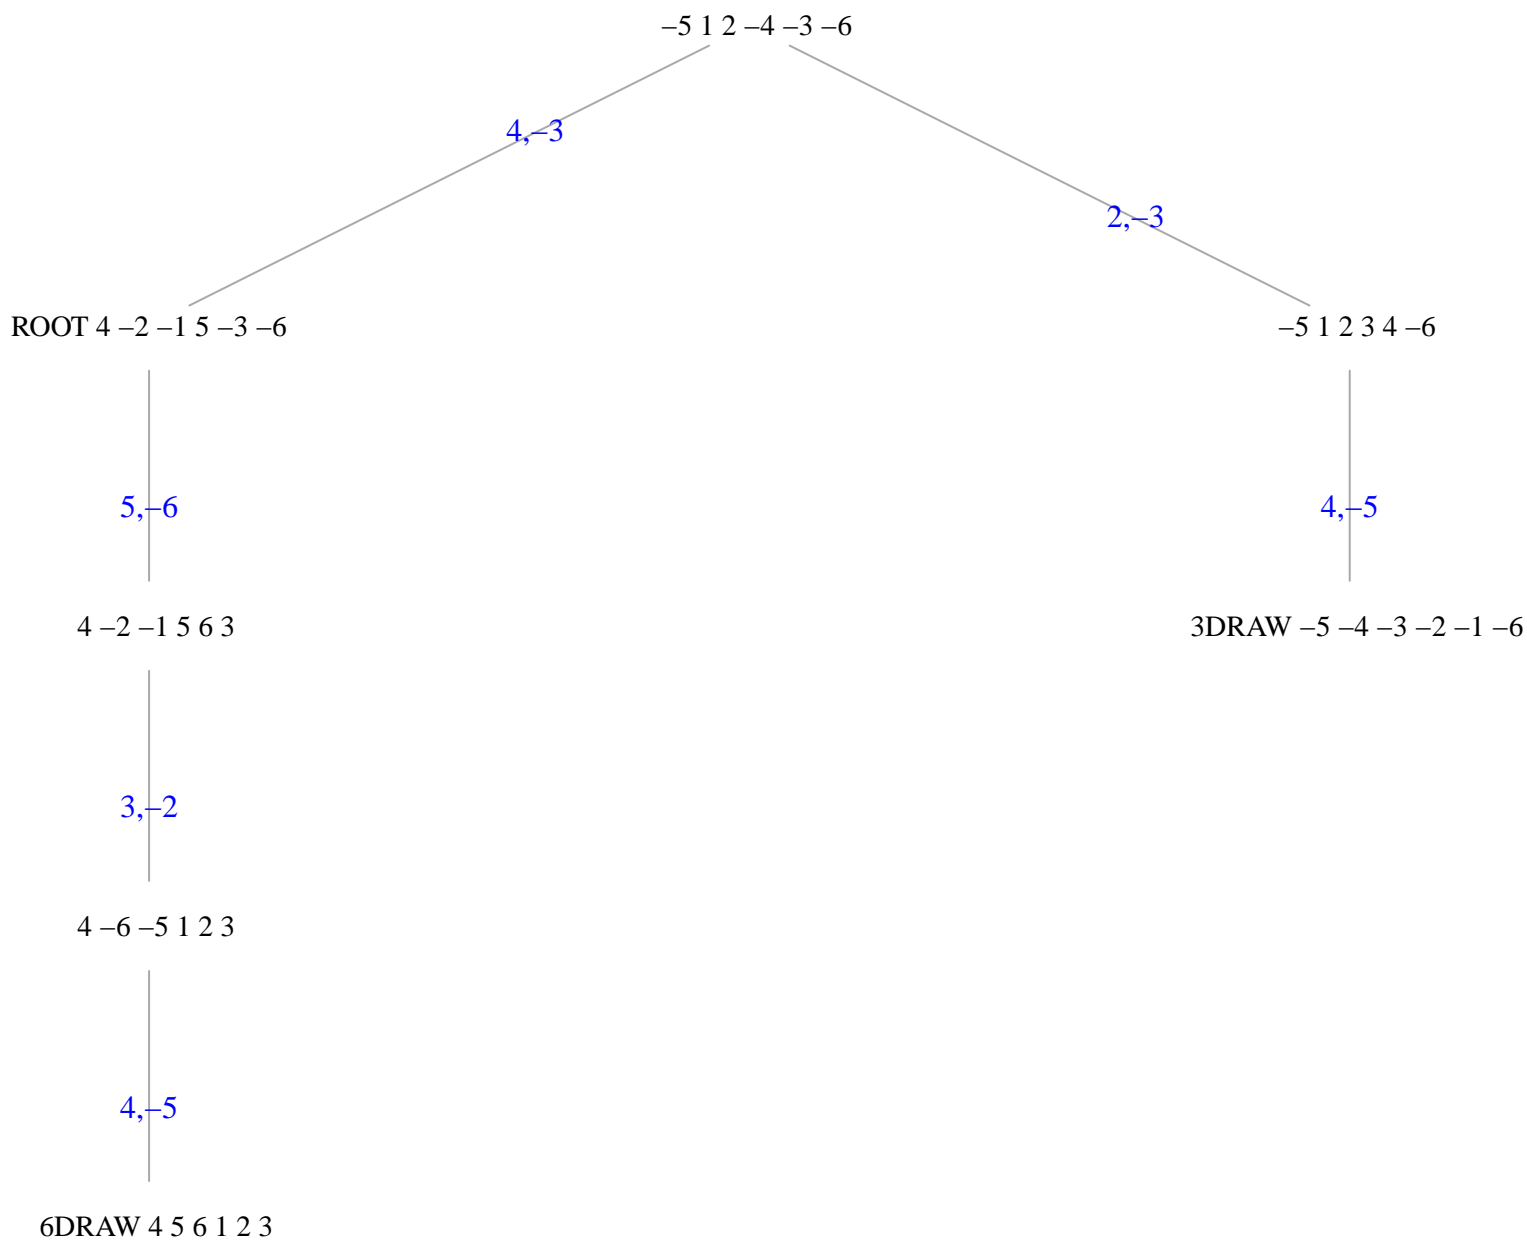 –5 1 2 –4 –3 –6
4,–3
2,–3
ROOT 4 –2 –1 5 –3 –6
–5 1 2 3 4 –6
5,–6
4,–5
4 –2 –1 5 6 3
3DRAW –5 –4 –3 –2 –1 –6
3,–2
4 –6 –5 1 2 3
4,–5
6DRAW 4 5 6 1 2 3